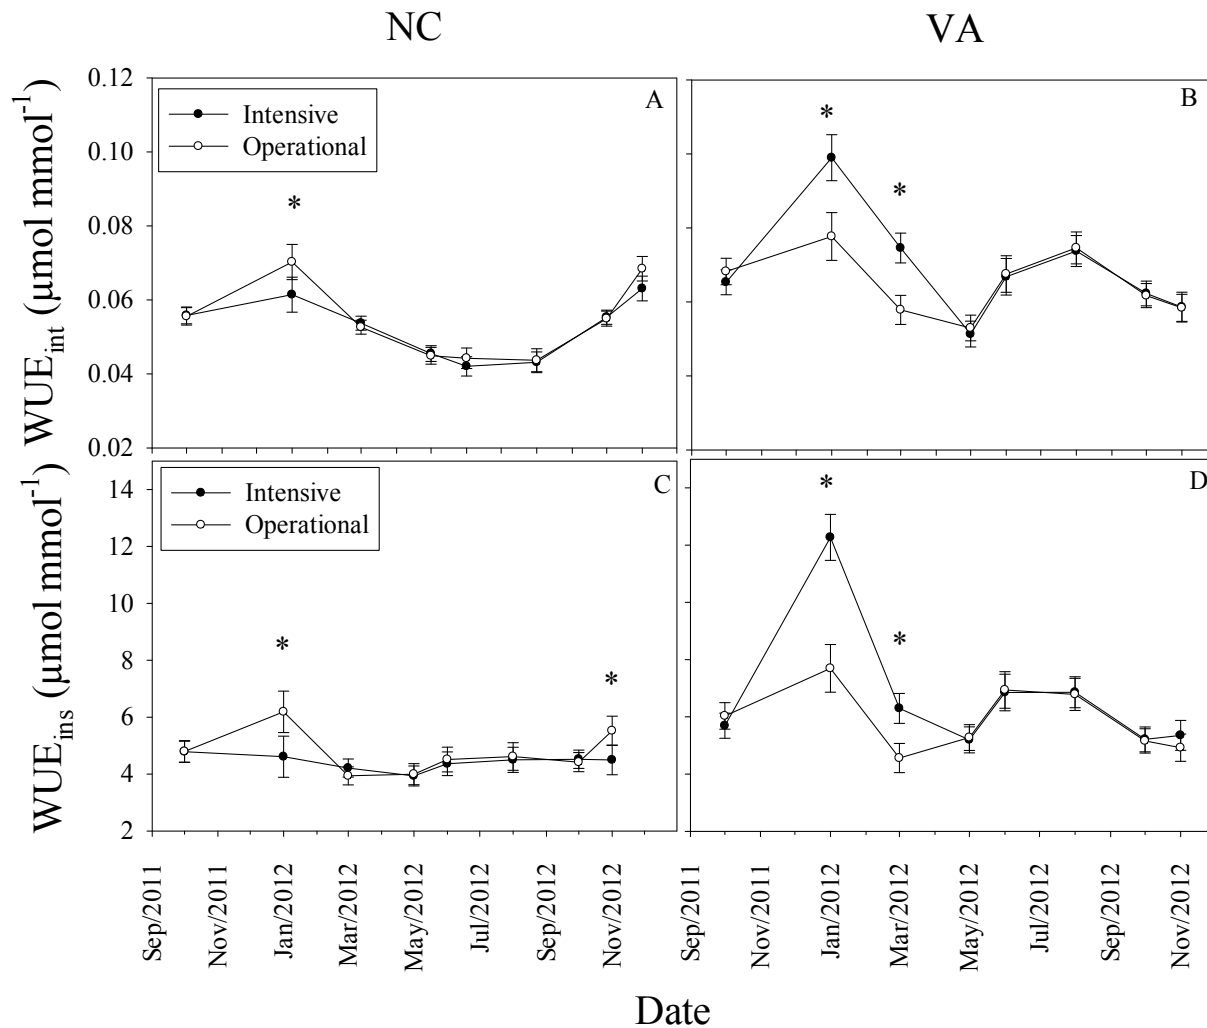 NC
VA
WUEint (µmol mmol-1)
0.12
0.10
0.08
0.06
0.04
0.02
Intensive
Operational
A
*
B
*
*
WUEins (µmol mmol-1)
14
12
10
8
6
4
2
Intensive
Operational
C
*
*
D
*
*
Sep/2011
Nov/2011
Jan/2012
Mar/2012
May/2012
Jul/2012
Sep/2012
Nov/2012
Sep/2011
Nov/2011
Jan/2012
Mar/2012
May/2012
Jul/2012
Sep/2012
Nov/2012
Date